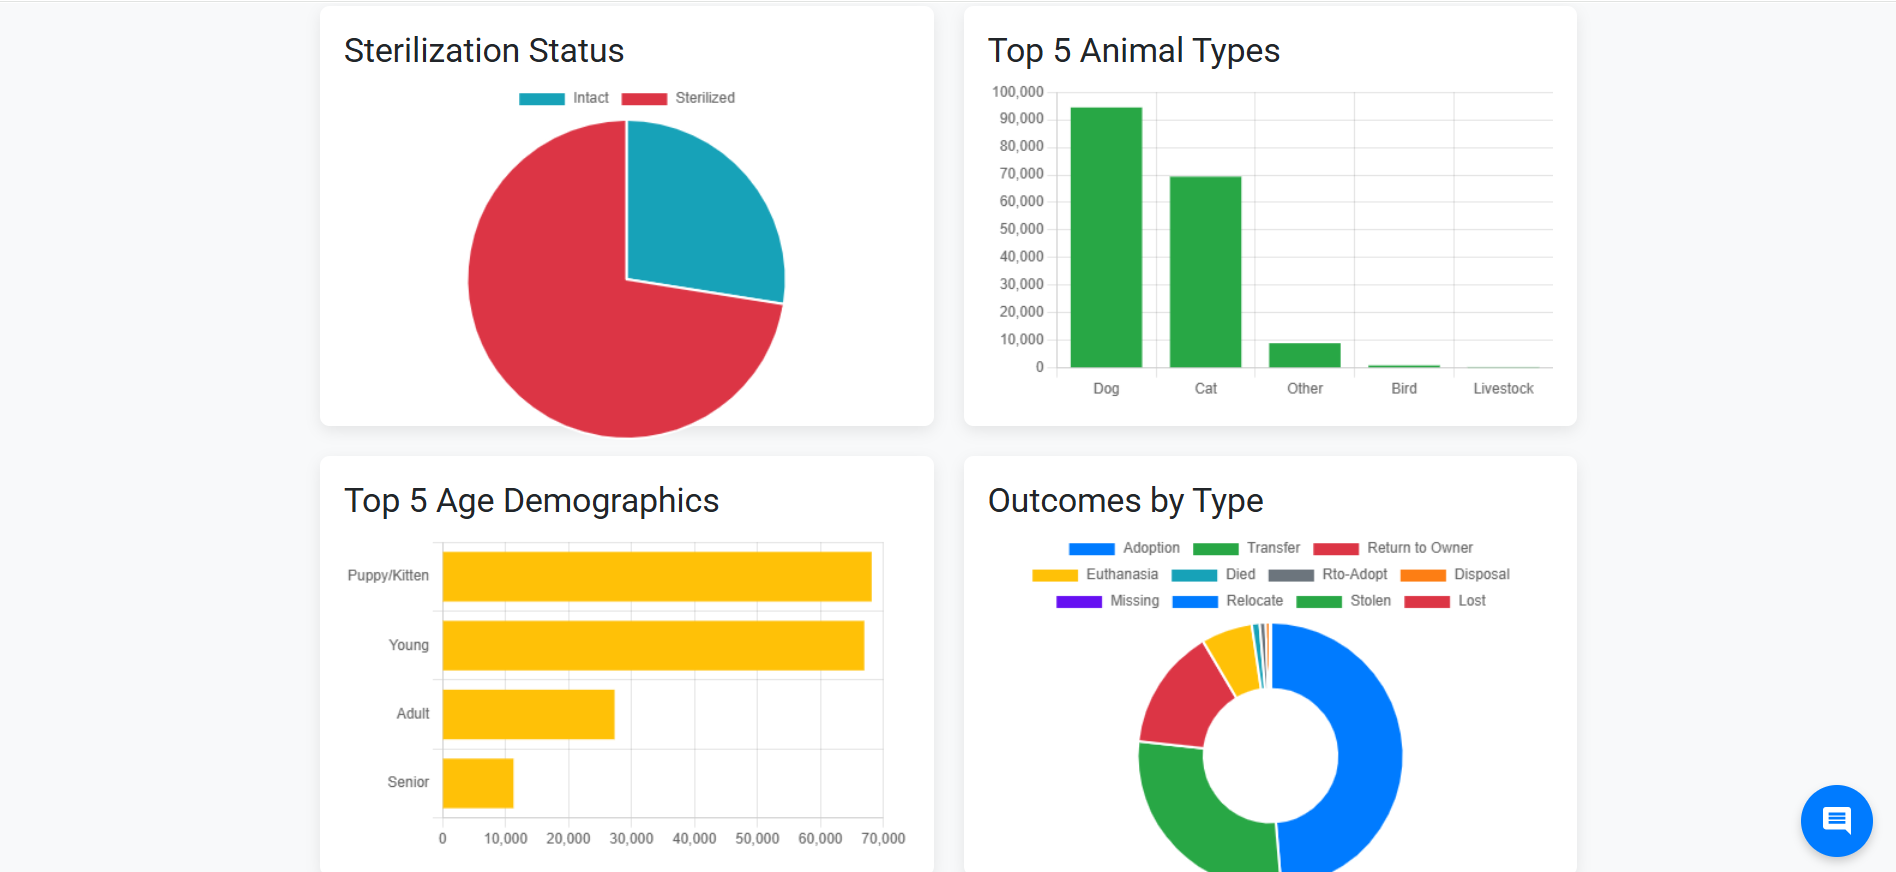 Sterilization Status
Intact Sterilized
Top 5 Animal Types
100,000
90,000
80,000
70,000
60,000
50,000
40,000
30,000
20,000
10,000
0
Dog Cat Other Bird Livestock
Top 5 Age Demographics
Puppy/Kitten
Young
Adult
Senior
0 10,000 20,000 30,000 40,000 50,000 60,000 70,000
Outcomes by Type
Adoption Transfer Return to Owner
Euthanasia Died Rto-Adopt Disposal
Missing Relocate Stolen Lost